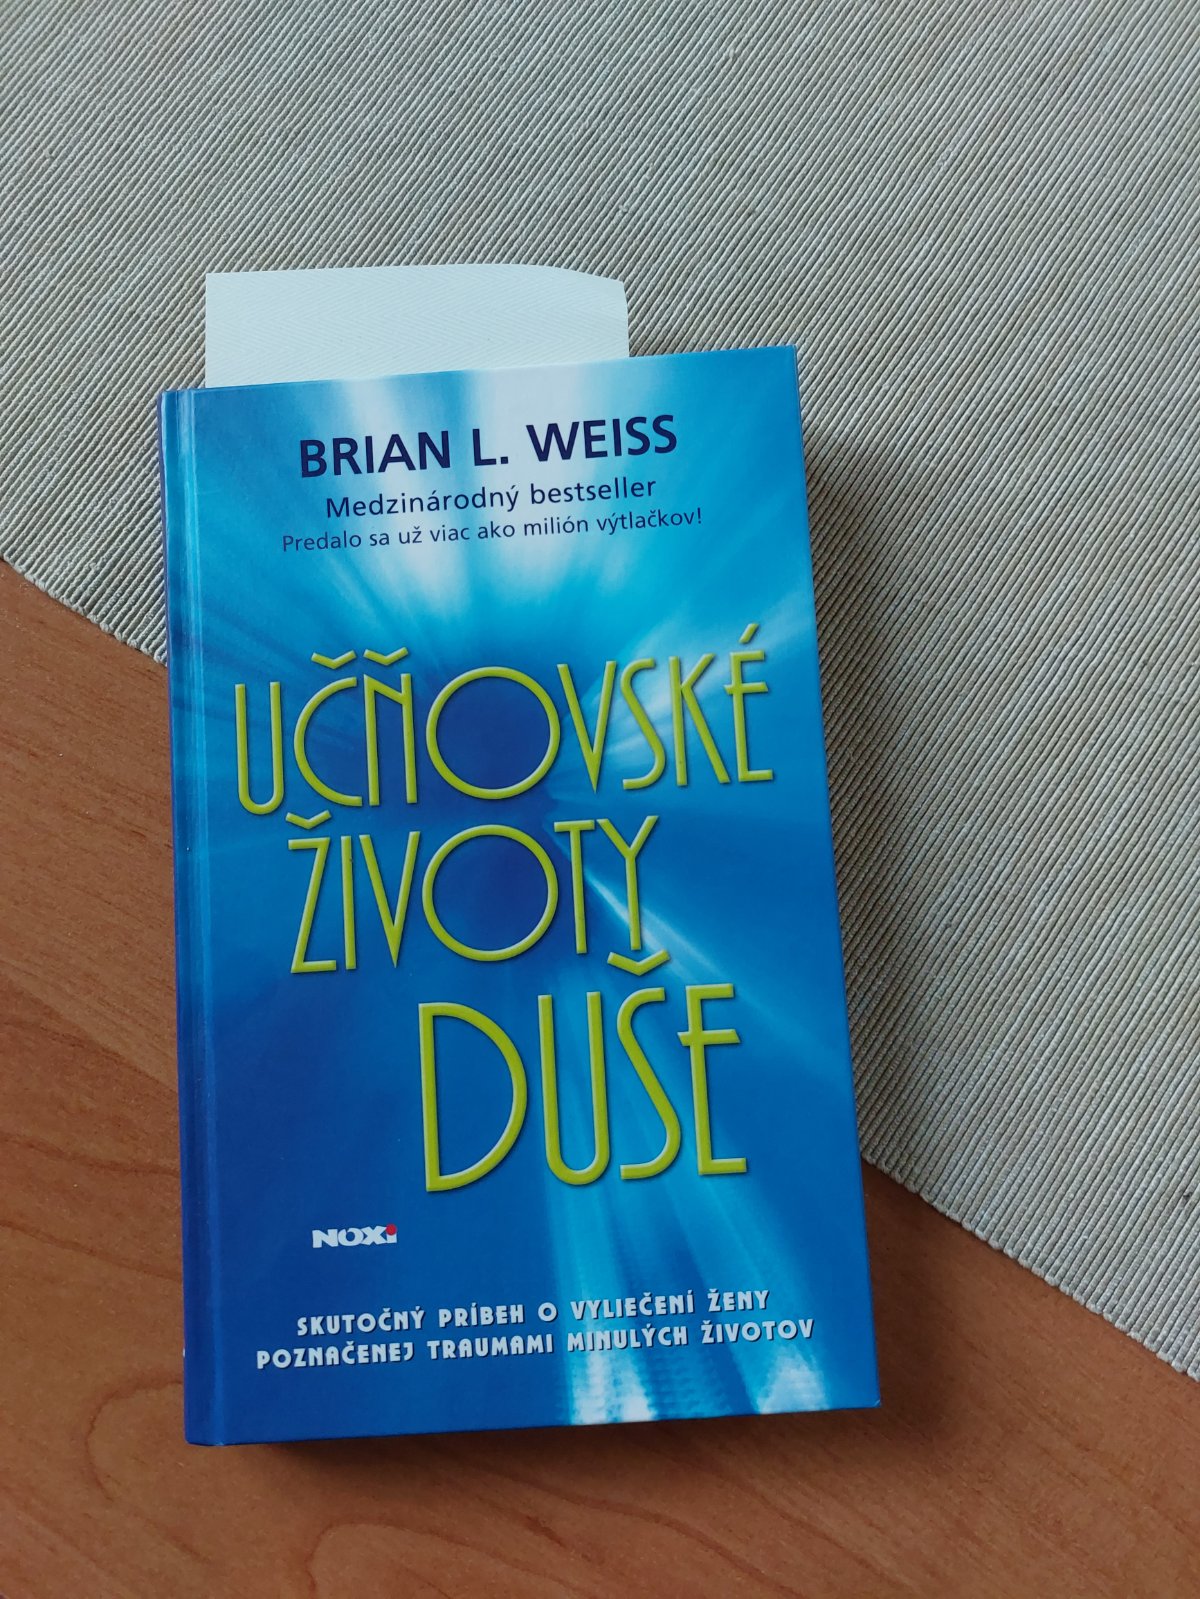 BRIAN L. WEISS
Medzinárodný bestseller
Predalo sa už viac ako milión výtlačkov!
UČŇOVSKÉ
ŽIVOTY
DUŠE
NOXi
SKUTOČNÝ PRÍBEH O VYLIEČENÍ ŽENY
POZNAČENEJ TRAUMAMI MINULÝCH ŽIVOTOV